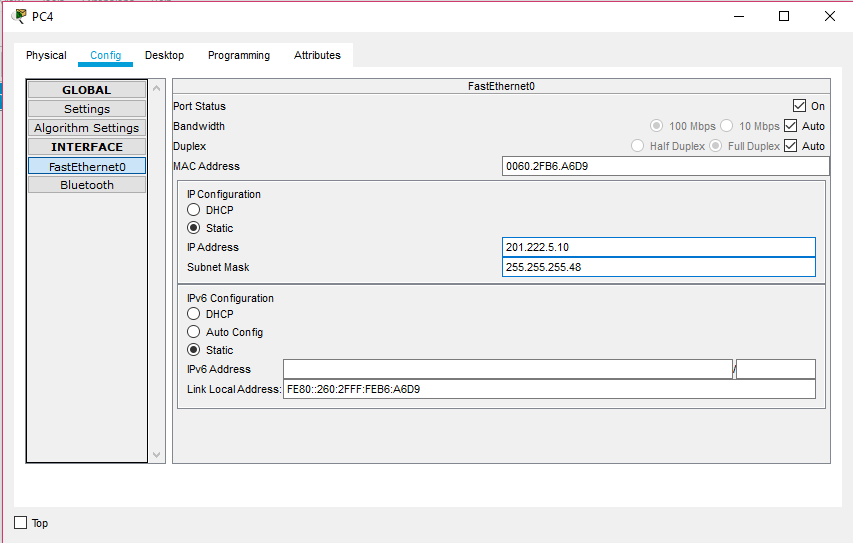 PC4
Physical Config Desktop Programming Attributes
GLOBAL
Settings
Algorithm Settings
INTERFACE
FastEthernet0
Bluetooth
FastEthernet0
Port Status On
Bandwidth 100 Mbps 10 Mbps Auto
Duplex Half Duplex Full Duplex Auto
MAC Address 0060.2FB6.A6D9
IP Configuration
DHCP
Static
IP Address 201.222.5.10
Subnet Mask 255.255.255.48
IPv6 Configuration
DHCP
Auto Config
Static
IPv6 Address /
Link Local Address: FE80::260:2FFF:FEB6:A6D9
Top